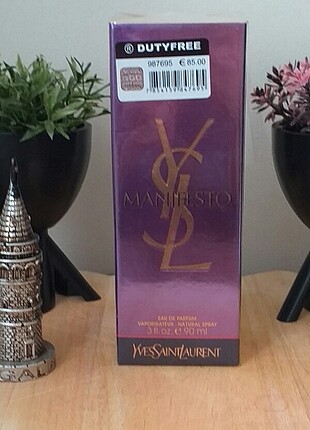 ® DUTYFREE
987695 € 85.00
YSL
MANIFESTO
EAU DE PARFUM
VAPORISATEUR - NATURAL SPRAY
3 fl. oz. ℮ 90 ml
YVESSAINTLAURENT